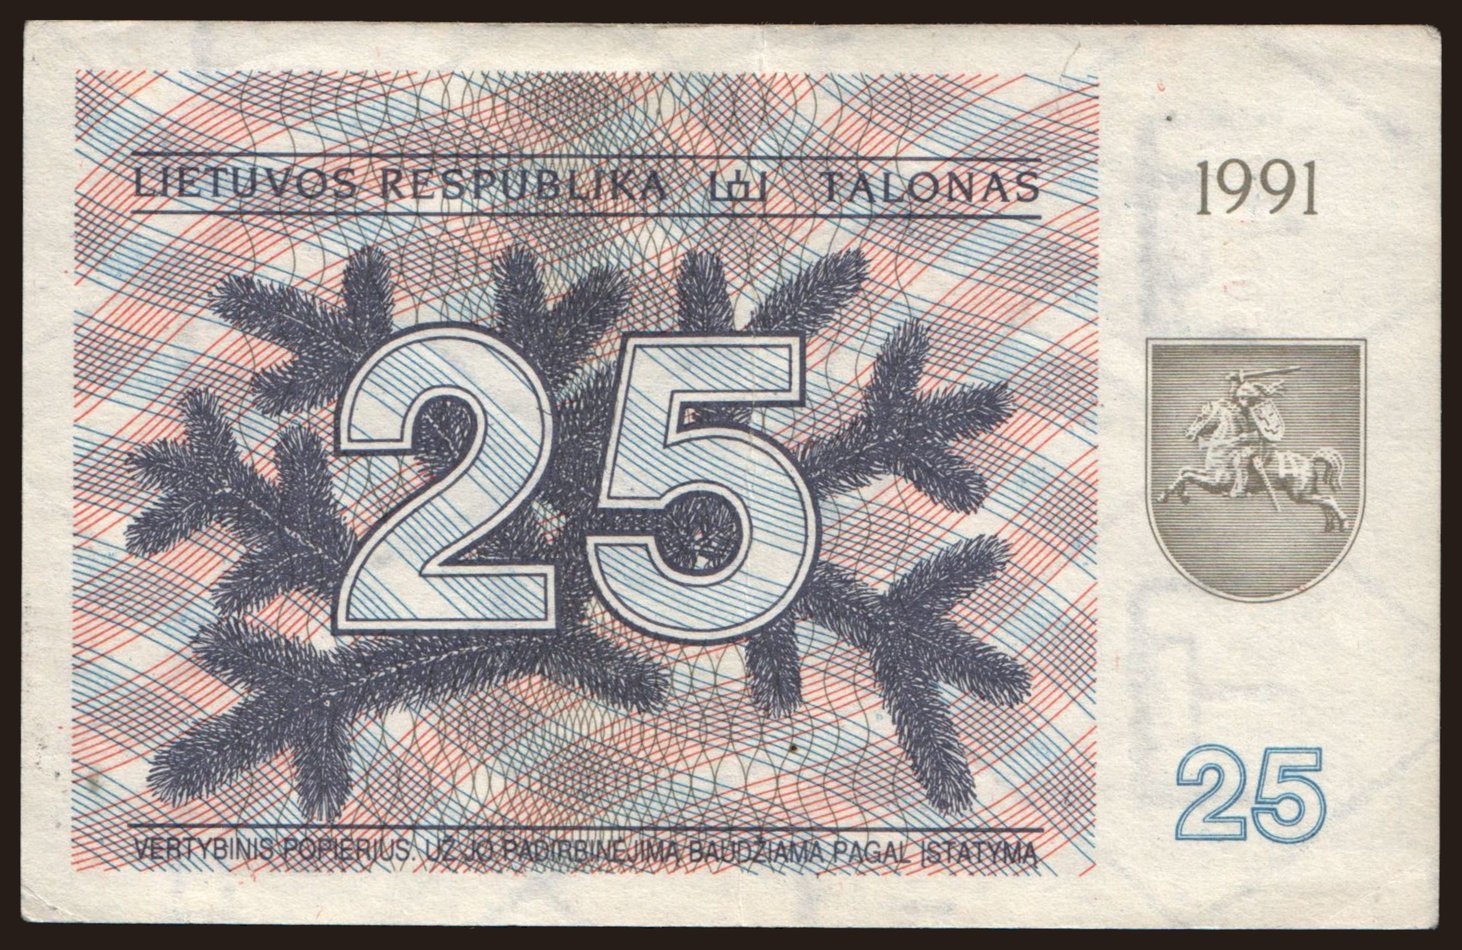 LIETUVOS RESPUBLIKA TALONAS
1991
25
25
VERTYBINIS POPIERIUS. UŽ JO PADIRBINĖJIMĄ BAUDŽIAMA PAGAL ĮSTATYMĄ